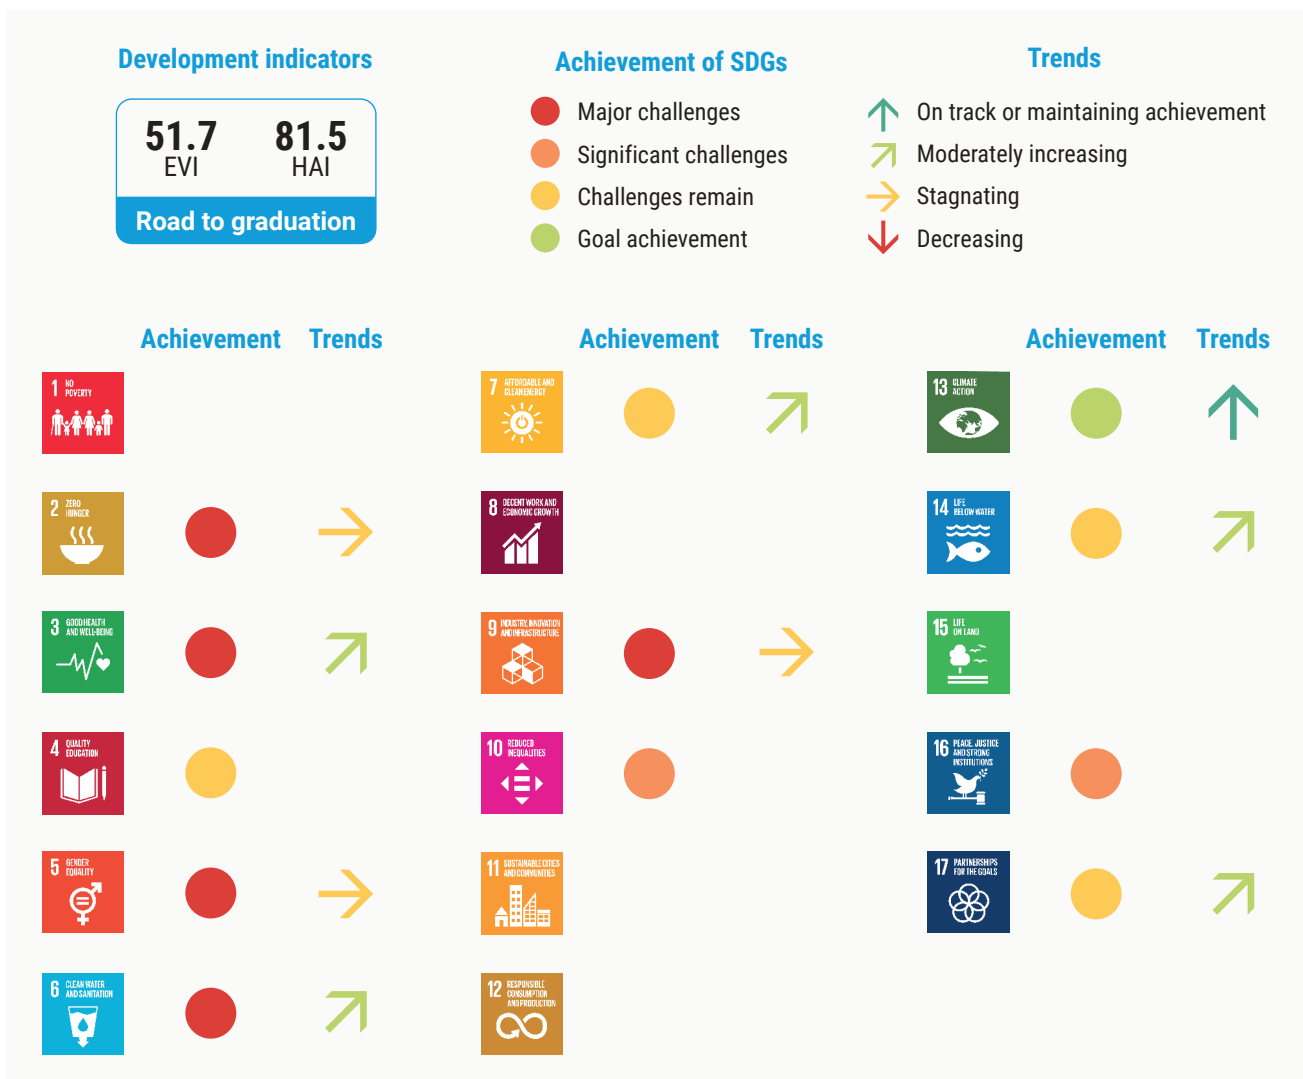 Development indicators
51.7 81.5
EVI HAI
Road to graduation
Achievement of SDGs
Major challenges
Significant challenges
Challenges remain
Goal achievement
Trends
On track or maintaining achievement
Moderately increasing
Stagnating
Decreasing
Achievement Trends
1 NO
POVERTY
2 ZERO
HUNGER
3 GOOD HEALTH
AND WELL-BEING
4 QUALITY
EDUCATION
5 GENDER
EQUALITY
6 CLEAN WATER
AND SANITATION
Achievement Trends
7 AFFORDABLE AND
CLEAN ENERGY
8 DECENT WORK AND
ECONOMIC GROWTH
9 INDUSTRY, INNOVATION
AND INFRASTRUCTURE
10 REDUCED
INEQUALITIES
11 SUSTAINABLE CITIES
AND COMMUNITIES
12 RESPONSIBLE
CONSUMPTION
AND PRODUCTION
Achievement Trends
13 CLIMATE
ACTION
14 LIFE
BELOW WATER
15 LIFE
ON LAND
16 PEACE, JUSTICE
AND STRONG
INSTITUTIONS
17 PARTNERSHIPS
FOR THE GOALS